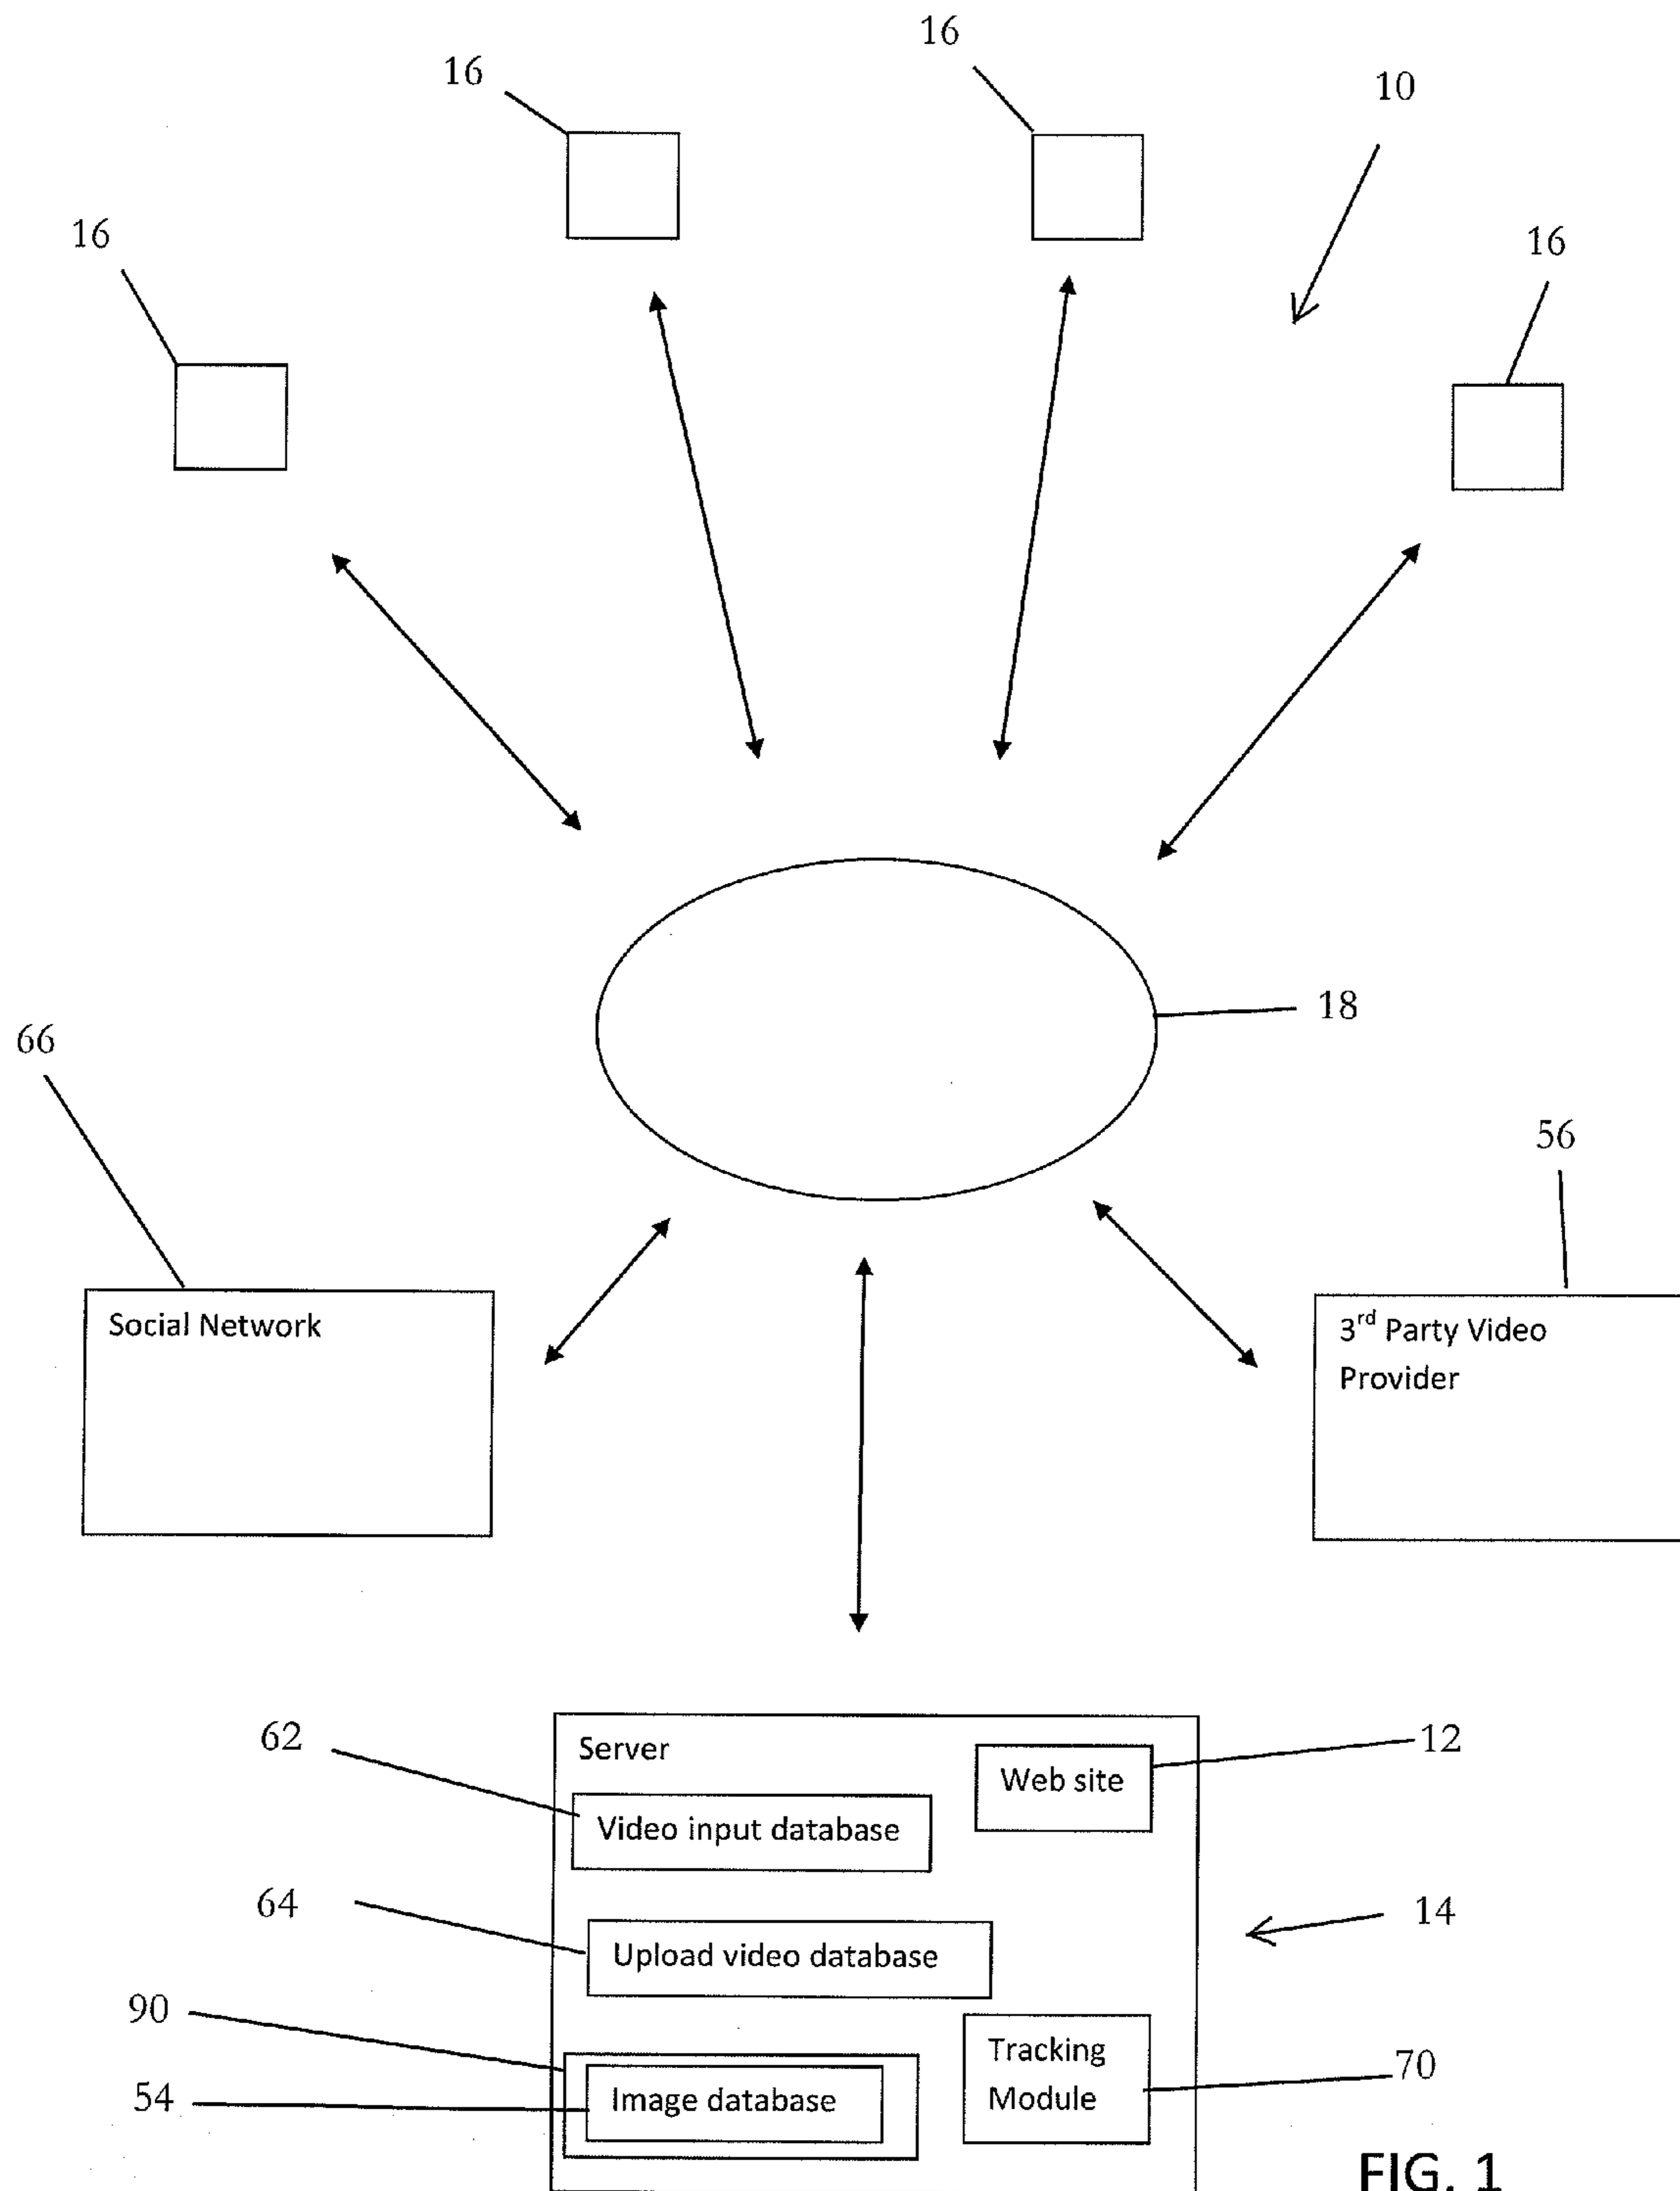 16
16
10
16
16
18
66
56
Social Network
3rd Party Video
Provider
62
Server
12
Web site
Video input database
64
14
Upload video database
90
Tracking
Module
70
54
Image database
FIG. 1